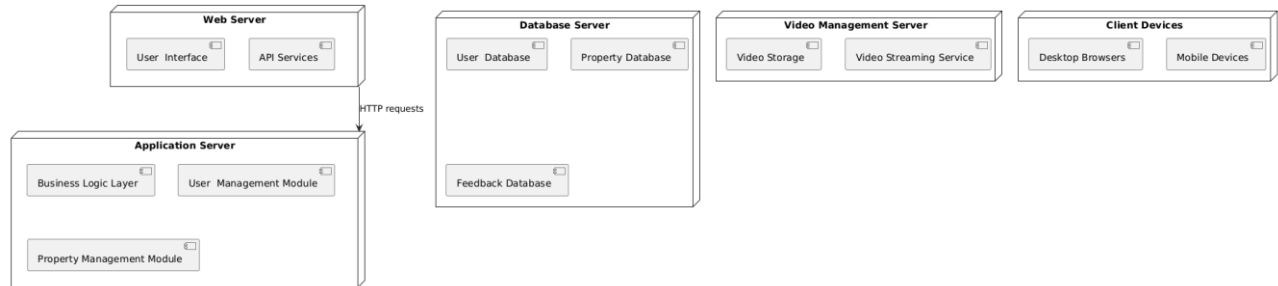 Web Server
User  Interface
API Services
HTTP requests
Application Server
Business Logic Layer
User  Management Module
Property Management Module
Database Server
User  Database
Property Database
Feedback Database
Video Management Server
Video Storage
Video Streaming Service
Client Devices
Desktop Browsers
Mobile Devices